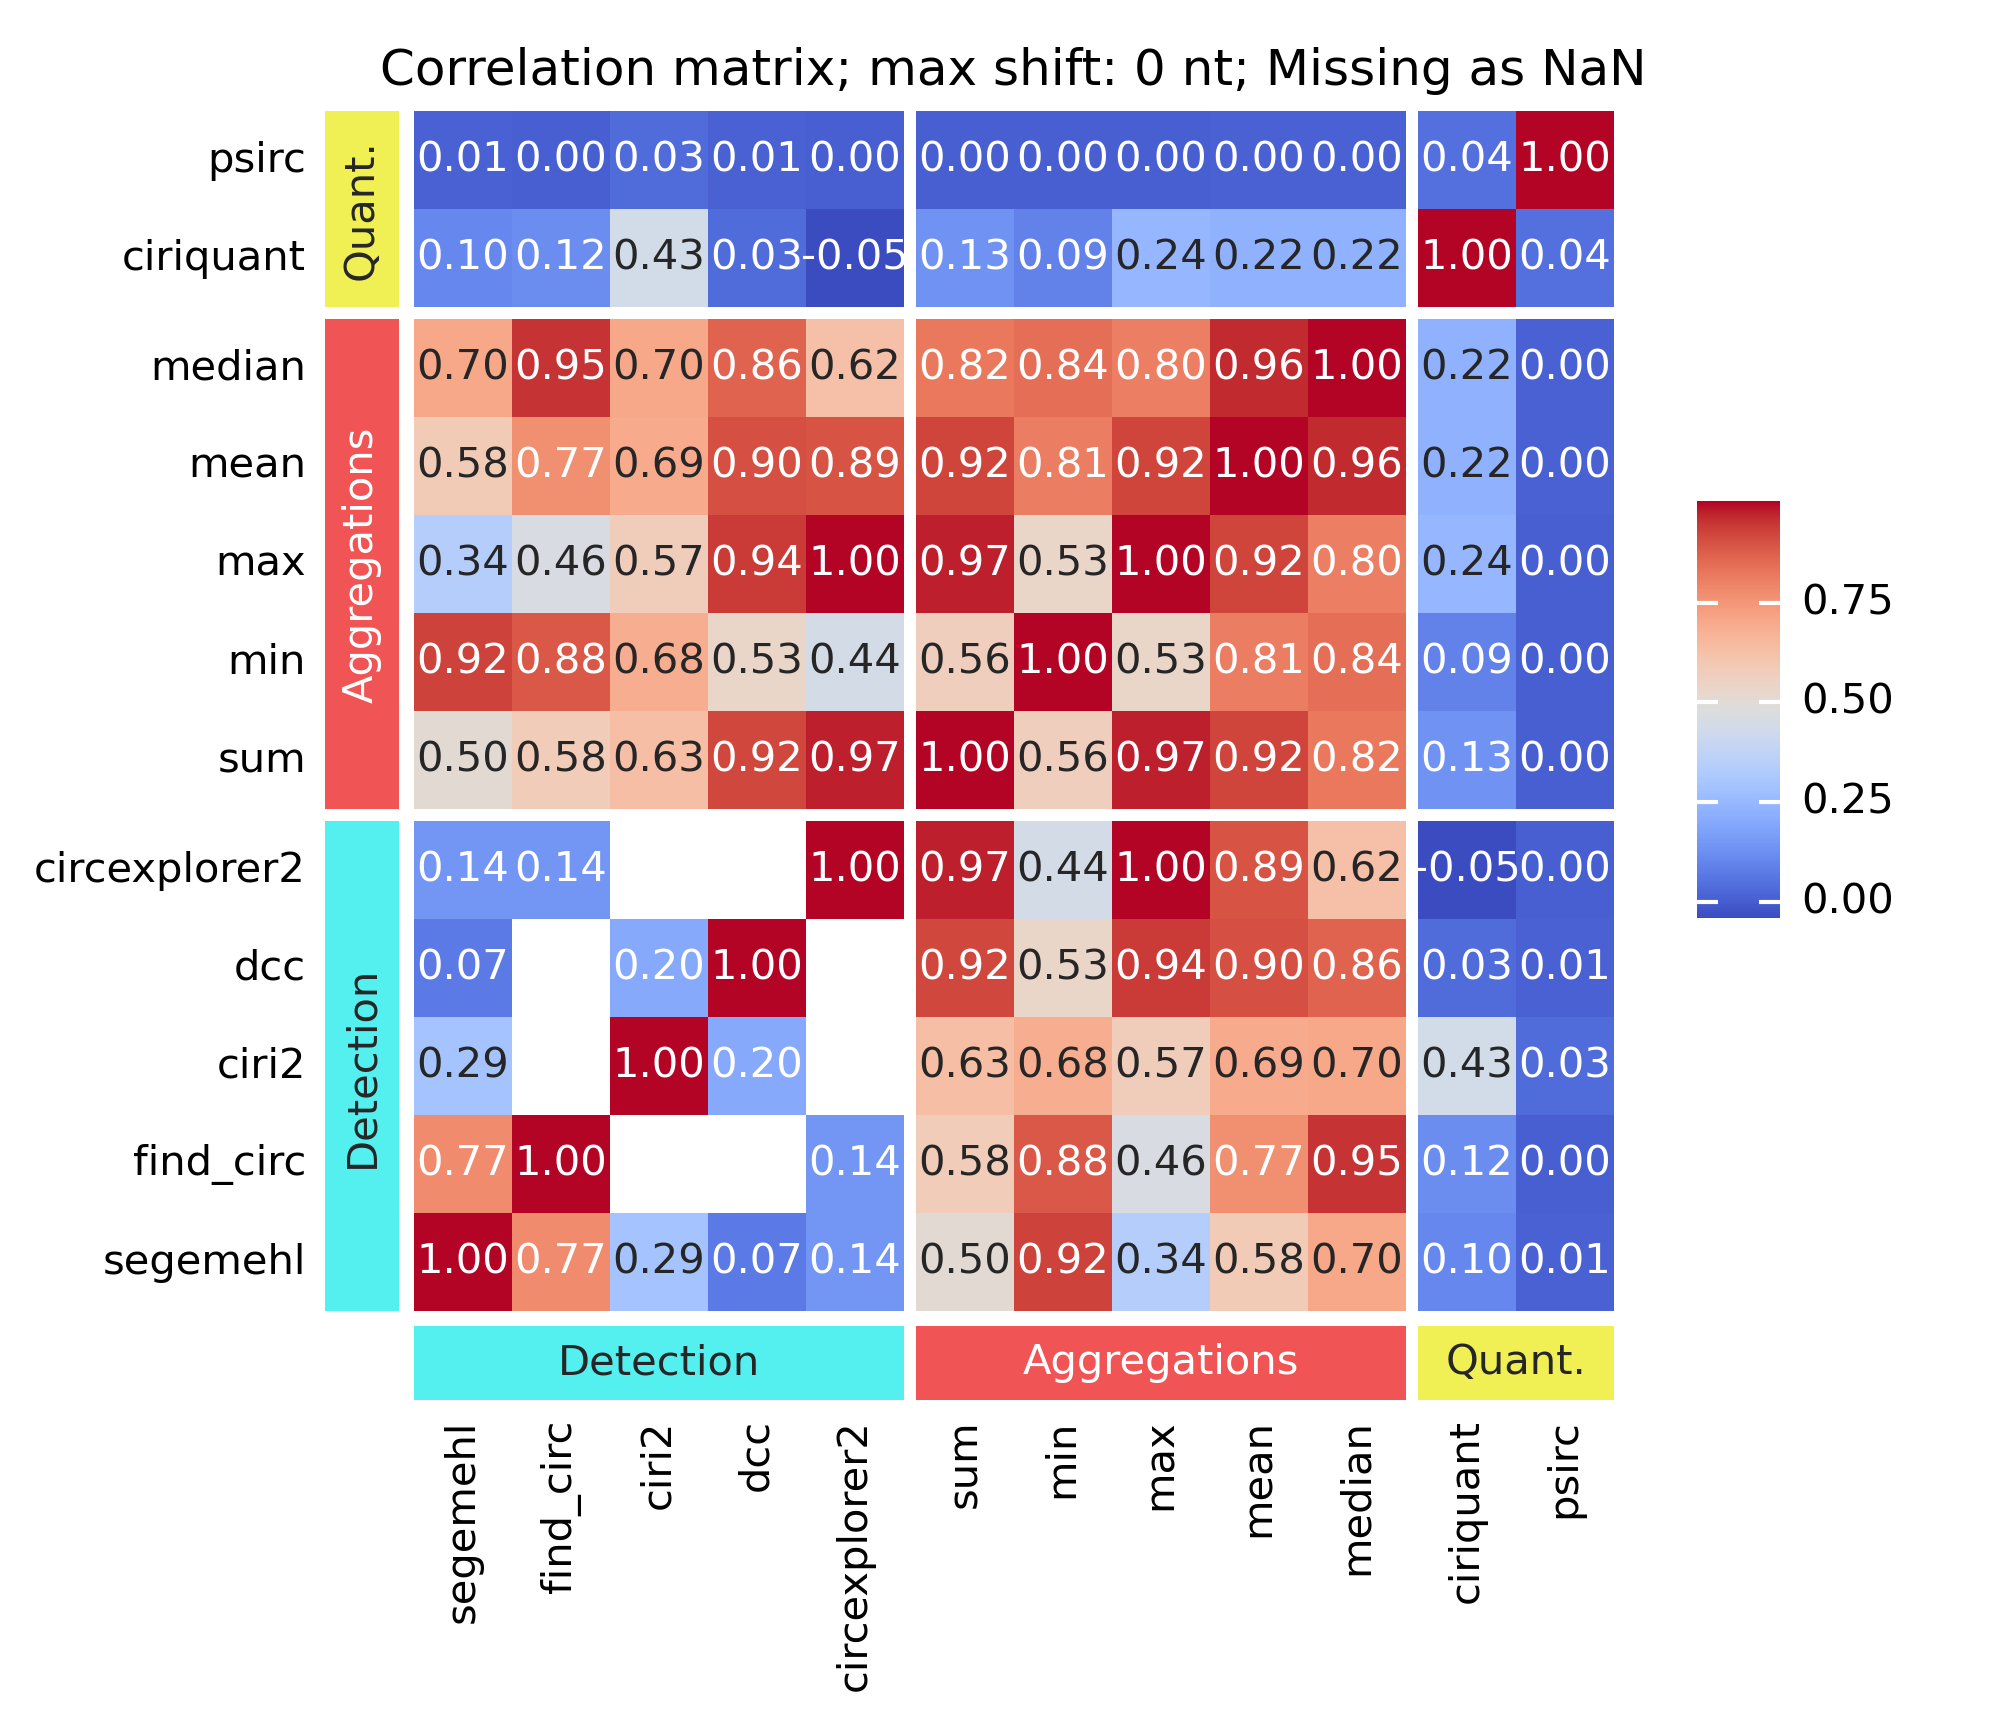 Correlation matrix; max shift: 0 nt; Missing as NaN
psirc
Quant.
0.01 0.00 0.03 0.01 0.00 0.00 0.00 0.00 0.00 0.00 0.04 1.00
ciriquant
0.10 0.12 0.43 0.03 -0.05 0.13 0.09 0.24 0.22 0.22 1.00 0.04
median
Aggregations
0.70 0.95 0.70 0.86 0.62 0.82 0.84 0.80 0.96 1.00 0.22 0.00
mean
0.58 0.77 0.69 0.90 0.89 0.92 0.81 0.92 1.00 0.96 0.22 0.00
max
0.34 0.46 0.57 0.94 1.00 0.97 0.53 1.00 0.92 0.80 0.24 0.00
min
0.92 0.88 0.68 0.53 0.44 0.56 1.00 0.53 0.81 0.84 0.09 0.00
sum
0.50 0.58 0.63 0.92 0.97 1.00 0.56 0.97 0.92 0.82 0.13 0.00
circexplorer2
Detection
0.14 0.14 1.00 0.97 0.44 1.00 0.89 0.62 -0.05 0.00
dcc
0.07 0.20 1.00 0.92 0.53 0.94 0.90 0.86 0.03 0.01
ciri2
0.29 1.00 0.20 0.63 0.68 0.57 0.69 0.70 0.43 0.03
find_circ
0.77 1.00 0.14 0.58 0.88 0.46 0.77 0.95 0.12 0.00
segemehl
1.00 0.77 0.29 0.07 0.14 0.50 0.92 0.34 0.58 0.70 0.10 0.01
Detection
Aggregations
Quant.
segemehl
find_circ
ciri2
dcc
circexplorer2
sum
min
max
mean
median
ciriquant
psirc
0.75
0.50
0.25
0.00